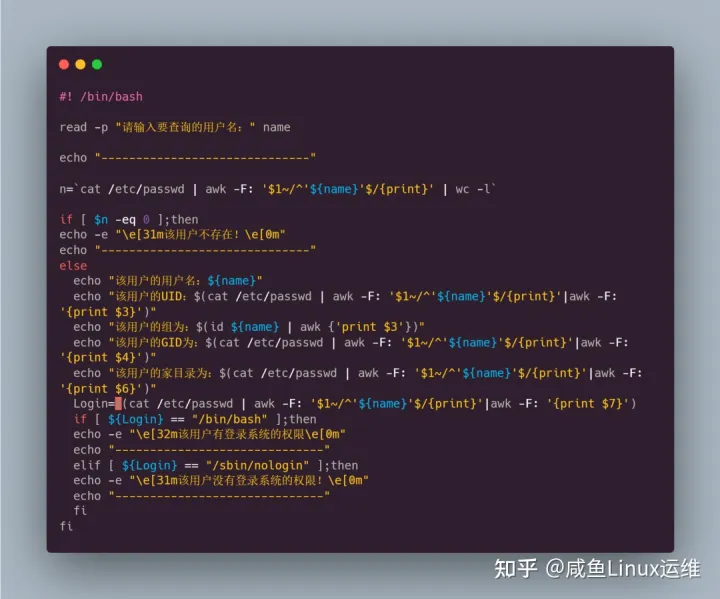 #! /bin/bash
read -p "请输入要查询的用户名：" name
echo "-----------------------------"
n=`cat /etc/passwd | awk -F: '$1~/^'${name}'$/{print}' | wc -l`
if [ $n -eq 0 ];then
echo -e "\e[31m该用户不存在！\e[0m"
echo "-----------------------------"
else
  echo "该用户的用户名：${name}"
  echo "该用户的UID：$(cat /etc/passwd | awk -F: '$1~/^'${name}'$/{print}'|awk -F:
'{print $3}')"
  echo "该用户的组为：$(id ${name} | awk {'print $3'})"
  echo "该用户的GID为：$(cat /etc/passwd | awk -F: '$1~/^'${name}'$/{print}'|awk -F:
'{print $4}')"
  echo "该用户的家目录为：$(cat /etc/passwd | awk -F: '$1~/^'${name}'$/{print}'|awk -F:
'{print $6}')"
  Login=$(cat /etc/passwd | awk -F: '$1~/^'${name}'$/{print}'|awk -F: '{print $7}')
  if [ ${Login} == "/bin/bash" ];then
  echo -e "\e[32m该用户有登录系统的权限\e[0m"
  echo "-----------------------------"
  elif [ ${Login} == "/sbin/nologin" ];then
  echo -e "\e[31m该用户没有登录系统的权限！\e[0m"
  echo "-----------------------------"
  fi
fi
知乎 @咸鱼Linux运维